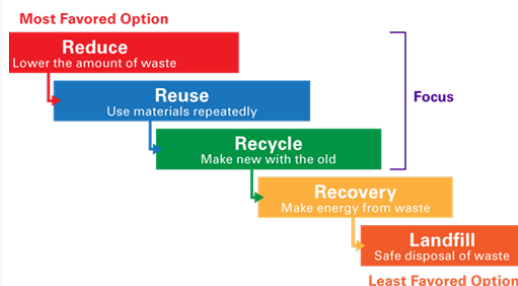 Most Favored Option
Reduce
Lower the amount of waste
Reuse
Use materials repeatedly
Focus
Recycle
Make new with the old
Recovery
Make energy from waste
Landfill
Safe disposal of waste
Least Favored Option